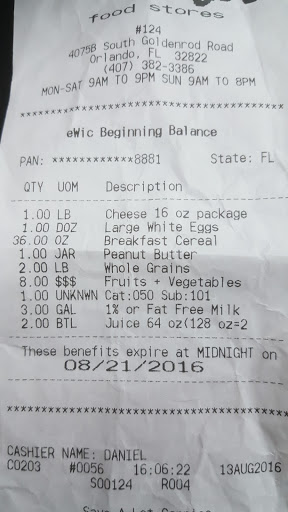 food stores
#124
4075B South Goldenrod Road
Orlando, FL 32822
(407) 382-3386
MON-SAT 9AM TO 9PM SUN 9AM TO 8PM
****************************************
eWic Beginning Balance
PAN: ************8881 State: FL
QTY UOM Description
1.00 LB Cheese 16 oz package
1.00 DOZ Large White Eggs
36.00 OZ Breakfast Cereal
1.00 JAR Peanut Butter
2.00 LB Whole Grains
8.00 $$$ Fruits + Vegetables
1.00 UNKNWN Cat:050 Sub:101
3.00 GAL 1% or Fat Free Milk
2.00 BTL Juice 64 oz(128 oz=2
These benefits expire at MIDNIGHT on
08/21/2016
****************************************
CASHIER NAME: DANIEL
C0203 #0056 16:06:22 13AUG2016
S00124 R004